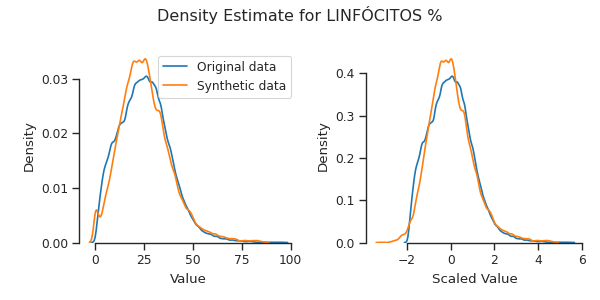 Density Estimate for LINFÓCITOS %
Original data
Synthetic data
Density
0.03
0.02
0.01
0.00
0
25
50
75
100
Value
Density
0.4
0.3
0.2
0.1
0.0
−2
0
2
4
6
Scaled Value